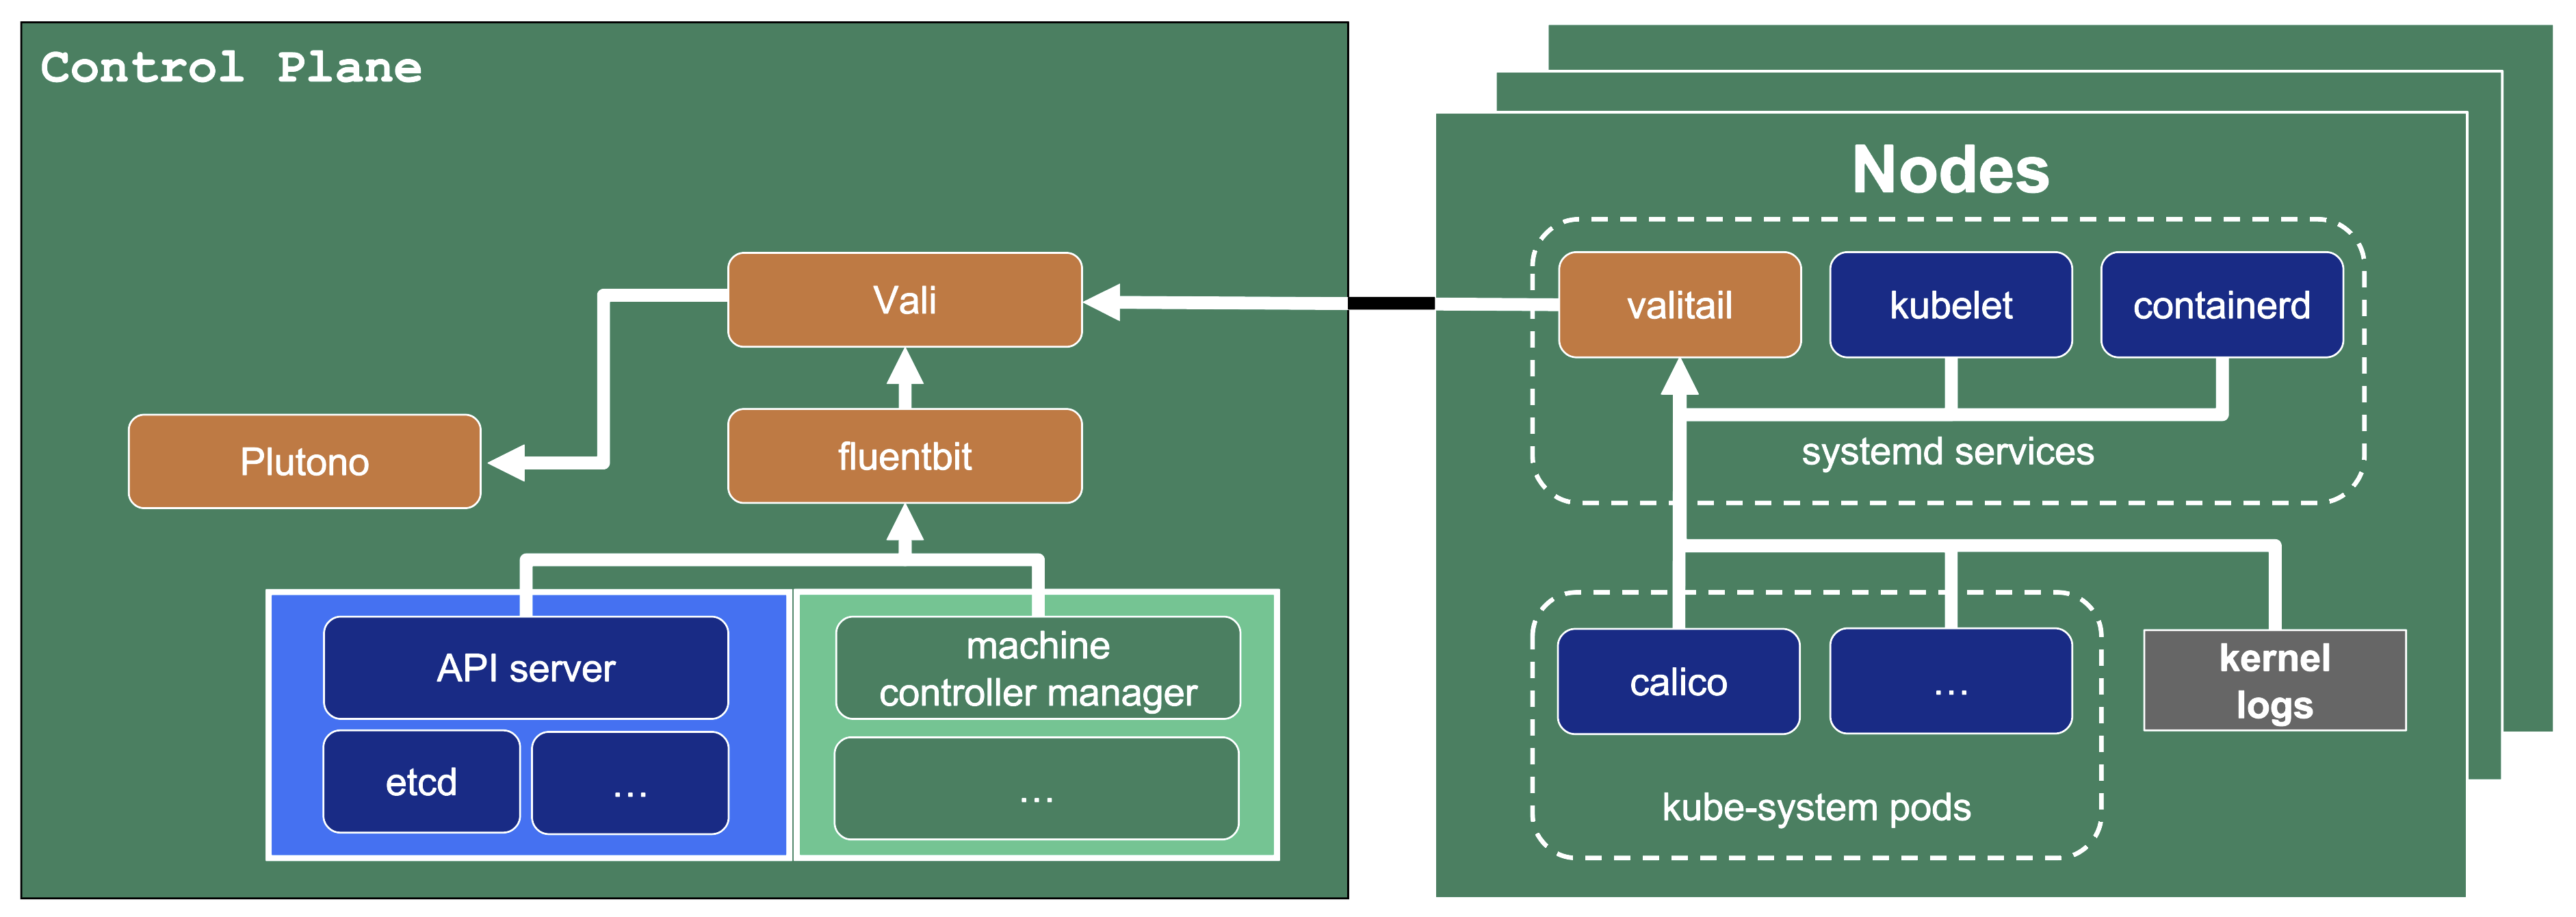 Control Plane
Vali
Plutono
fluentbit
API server
etcd
...
machine
controller manager
...
Nodes
valitail
kubelet
containerd
systemd services
calico
...
kernel
logs
kube-system pods